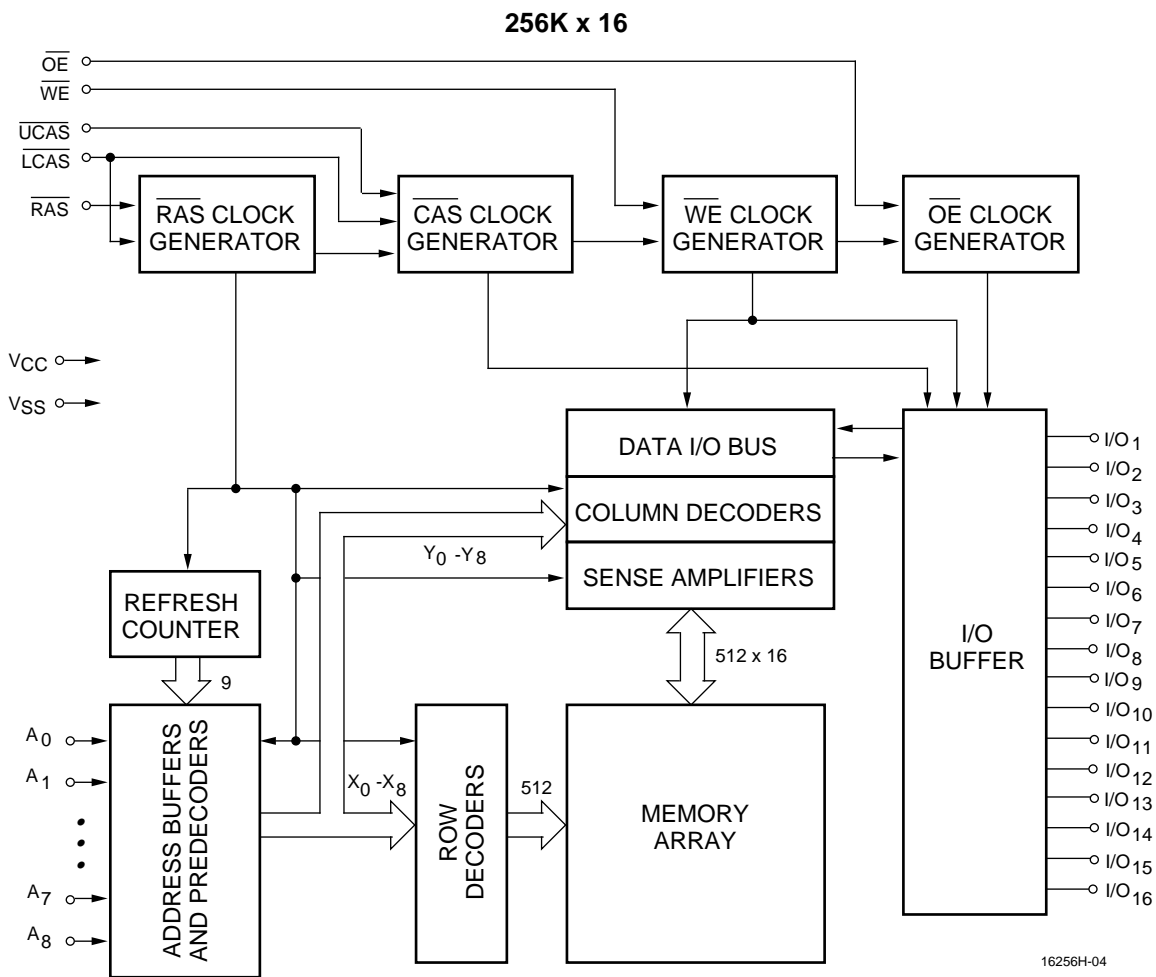 256K x 16
OE
WE
UCAS
LCAS
RAS
RAS CLOCK
GENERATOR
CAS CLOCK
GENERATOR
WE CLOCK
GENERATOR
OE CLOCK
GENERATOR
VCC
VSS
DATA I/O BUS
COLUMN DECODERS
SENSE AMPLIFIERS
Y0 -Y8
REFRESH
COUNTER
9
512 x 16
I/O
BUFFER
I/O1
I/O2
I/O3
I/O4
I/O5
I/O6
I/O7
I/O8
I/O9
I/O10
I/O11
I/O12
I/O13
I/O14
I/O15
I/O16
A0
A1
A7
A8
ADDRESS BUFFERS
AND PREDECODERS
X0 -X8
ROW
DECODERS
512
MEMORY
ARRAY
16256H-04